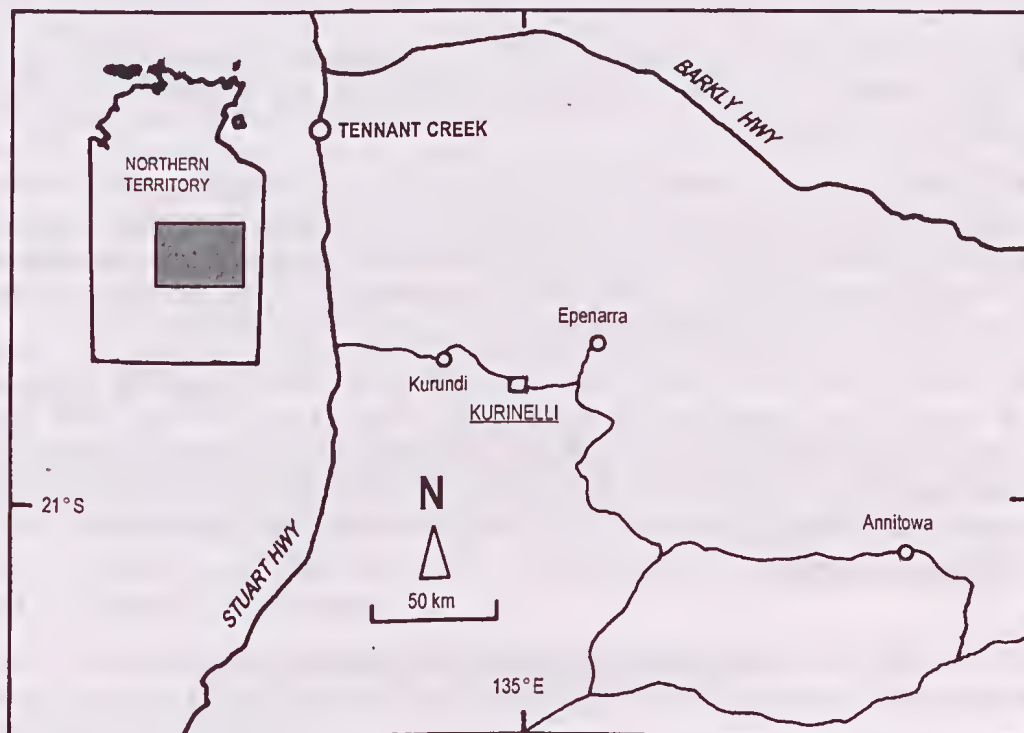 BARKLY HWY
TENNANT CREEK
NORTHERN
TERRITORY
Epenarra
Kurundi
KURINELLI
21°S
N
Annitowa
STUART HWY
50 km
135°E